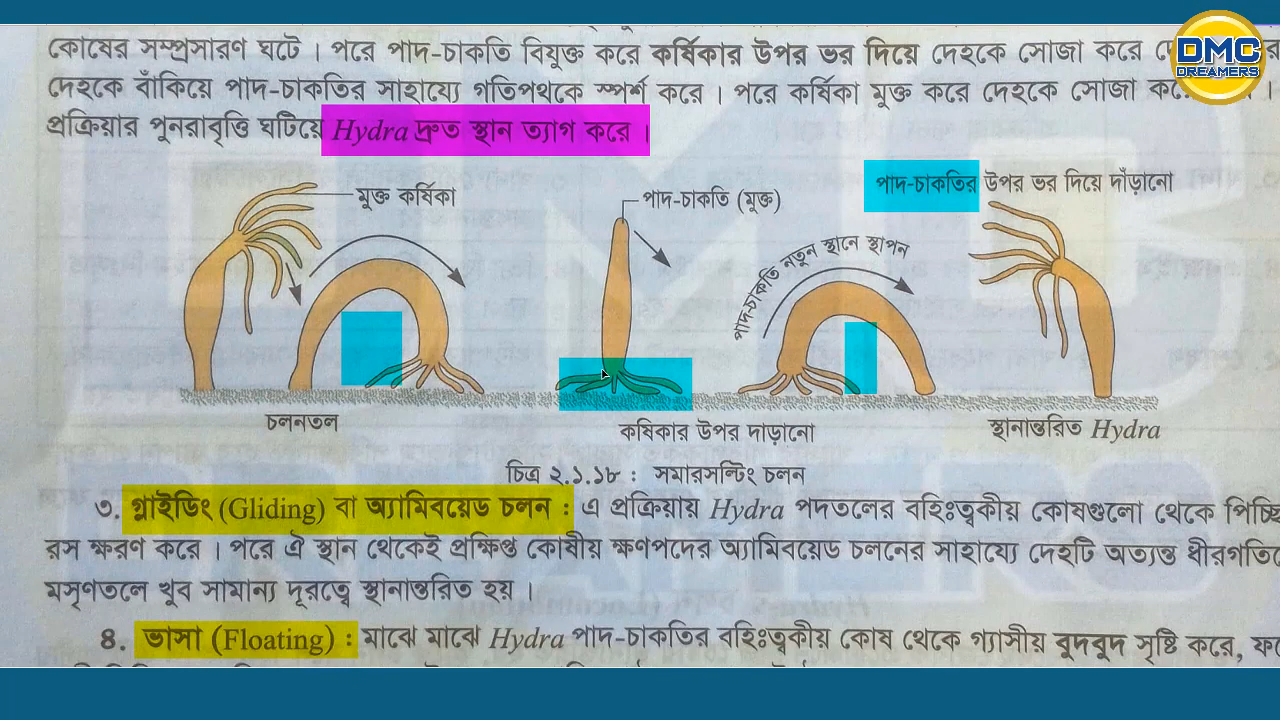 কোষের সম্প্রসারণ ঘটে । পরে পাদ-চাকতি বিযুক্ত করে কর্ষিকার উপর ভর দিয়ে দেহকে সোজা করে
DMC
DREAMERS
দেহকে বাঁকিয়ে পাদ-চাকতির সাহায্যে গতিপথকে স্পর্শ করে । পরে কর্ষিকা মুক্ত করে দেহকে সোজা
প্রক্রিয়ার পুনরাবৃত্তি ঘটিয়ে Hydra দ্রুত স্থান ত্যাগ করে ।
মুক্ত কর্ষিকা
পাদ-চাকতি (মুক্ত)
পাদ-চাকতির উপর ভর দিয়ে দাঁড়ানো
পাদ-চাকতি নতুন স্থানে স্থাপন
চলনতল
কষিকার উপর দাড়ানো
স্থানান্তরিত Hydra
চিত্র ২.১.১৮ : সমারসল্টিং চলন
৩. গ্লাইডিং (Gliding) বা অ্যামিবয়েড চলন : এ প্রক্রিয়ায় Hydra পদতলের বহিঃত্বকীয় কোষগুলো থেকে
রস ক্ষরণ করে । পরে ঐ স্থান থেকেই প্রক্ষিপ্ত কোষীয় ক্ষণপদের অ্যামিবয়েড চলনের সাহায্যে দেহটি অত্যন্ত
মসৃণতলে খুব সামান্য দূরত্বে স্থানান্তরিত হয় ।
৪. ভাসা (Floating) : মাঝে মাঝে Hydra পাদ-চাকতির বহিঃত্বকীয় কোষ থেকে গ্যাসীয় বুদবুদ সৃষ্টি করে,